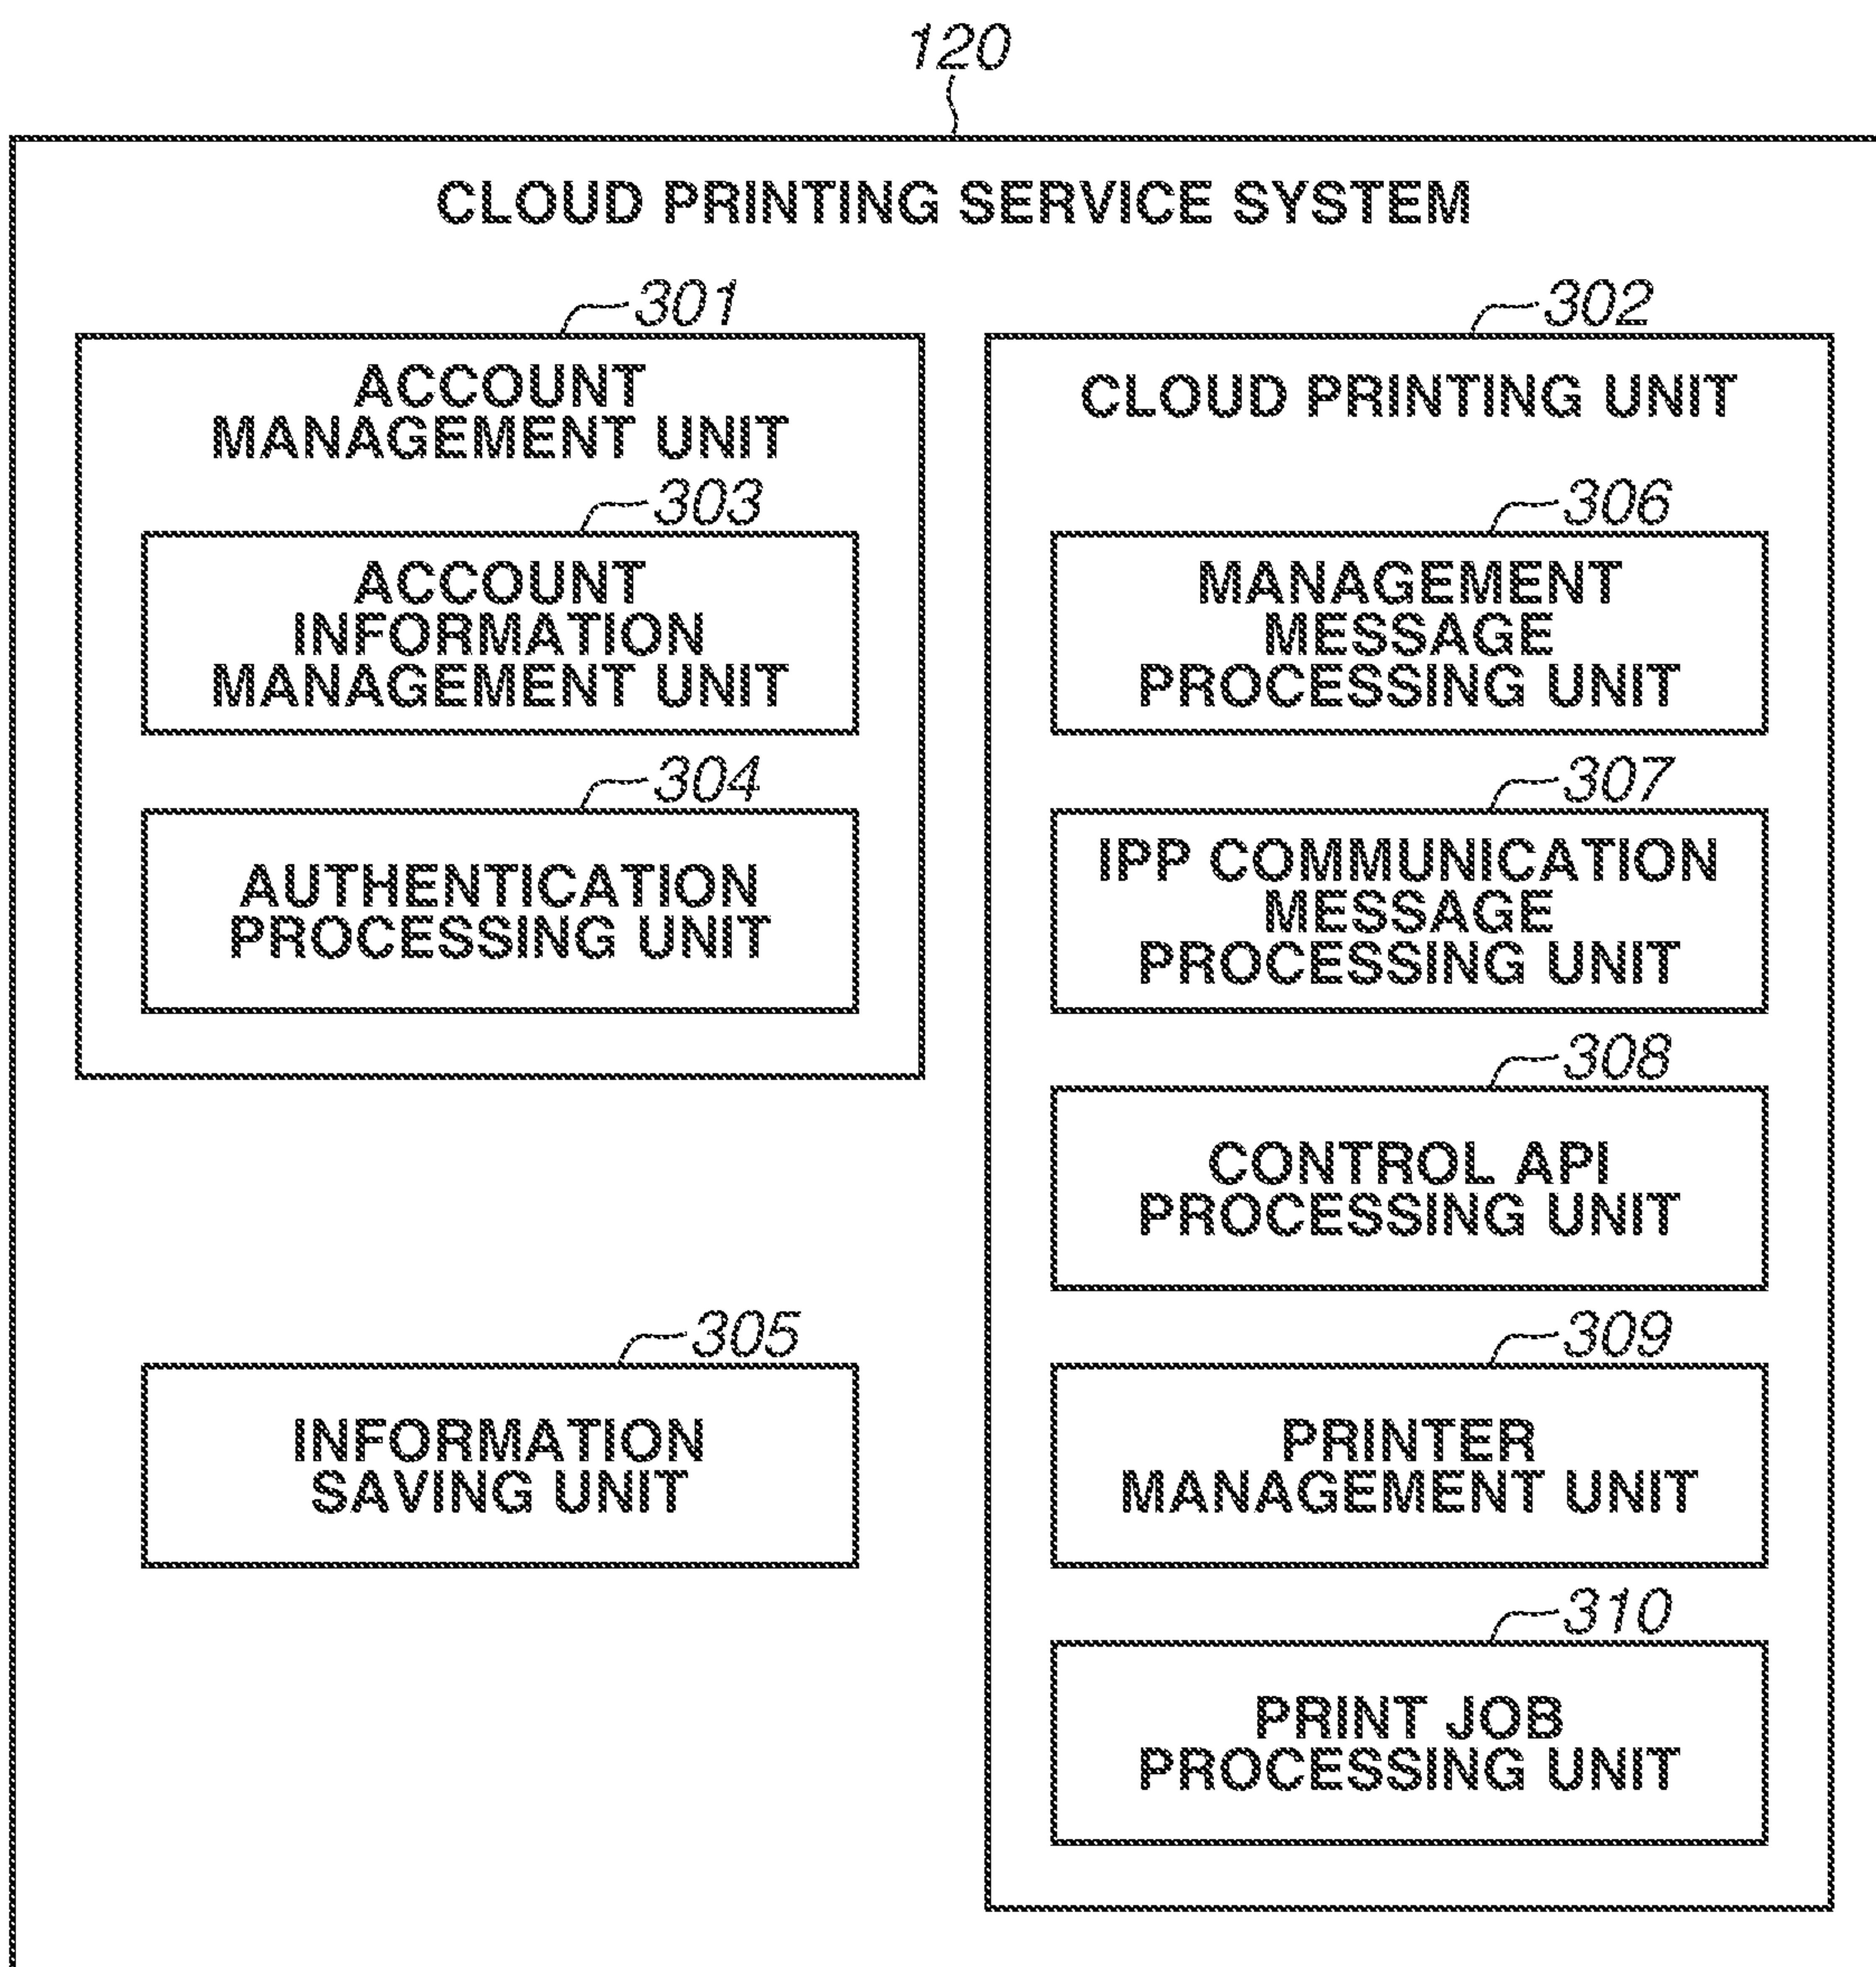 120
CLOUD PRINTING SERVICE SYSTEM
301
ACCOUNT
MANAGEMENT UNIT
303
ACCOUNT
INFORMATION
MANAGEMENT UNIT
304
AUTHENTICATION
PROCESSING UNIT
305
INFORMATION
SAVING UNIT
302
CLOUD PRINTING UNIT
306
MANAGEMENT
MESSAGE
PROCESSING UNIT
307
IPP COMMUNICATION
MESSAGE
PROCESSING UNIT
308
CONTROL API
PROCESSING UNIT
309
PRINTER
MANAGEMENT UNIT
310
PRINT JOB
PROCESSING UNIT